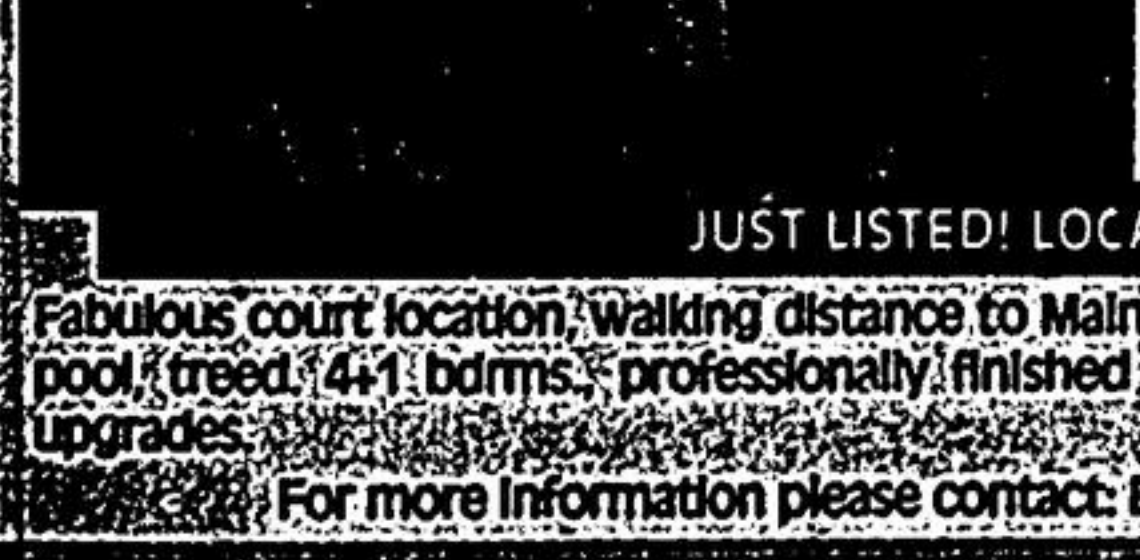 JUST LISTED! LOCA
Fabulous court location, walking distance to Main
pool, treed, 4+1 bdrms., professionally finished
upgrades.
For more information please contact: